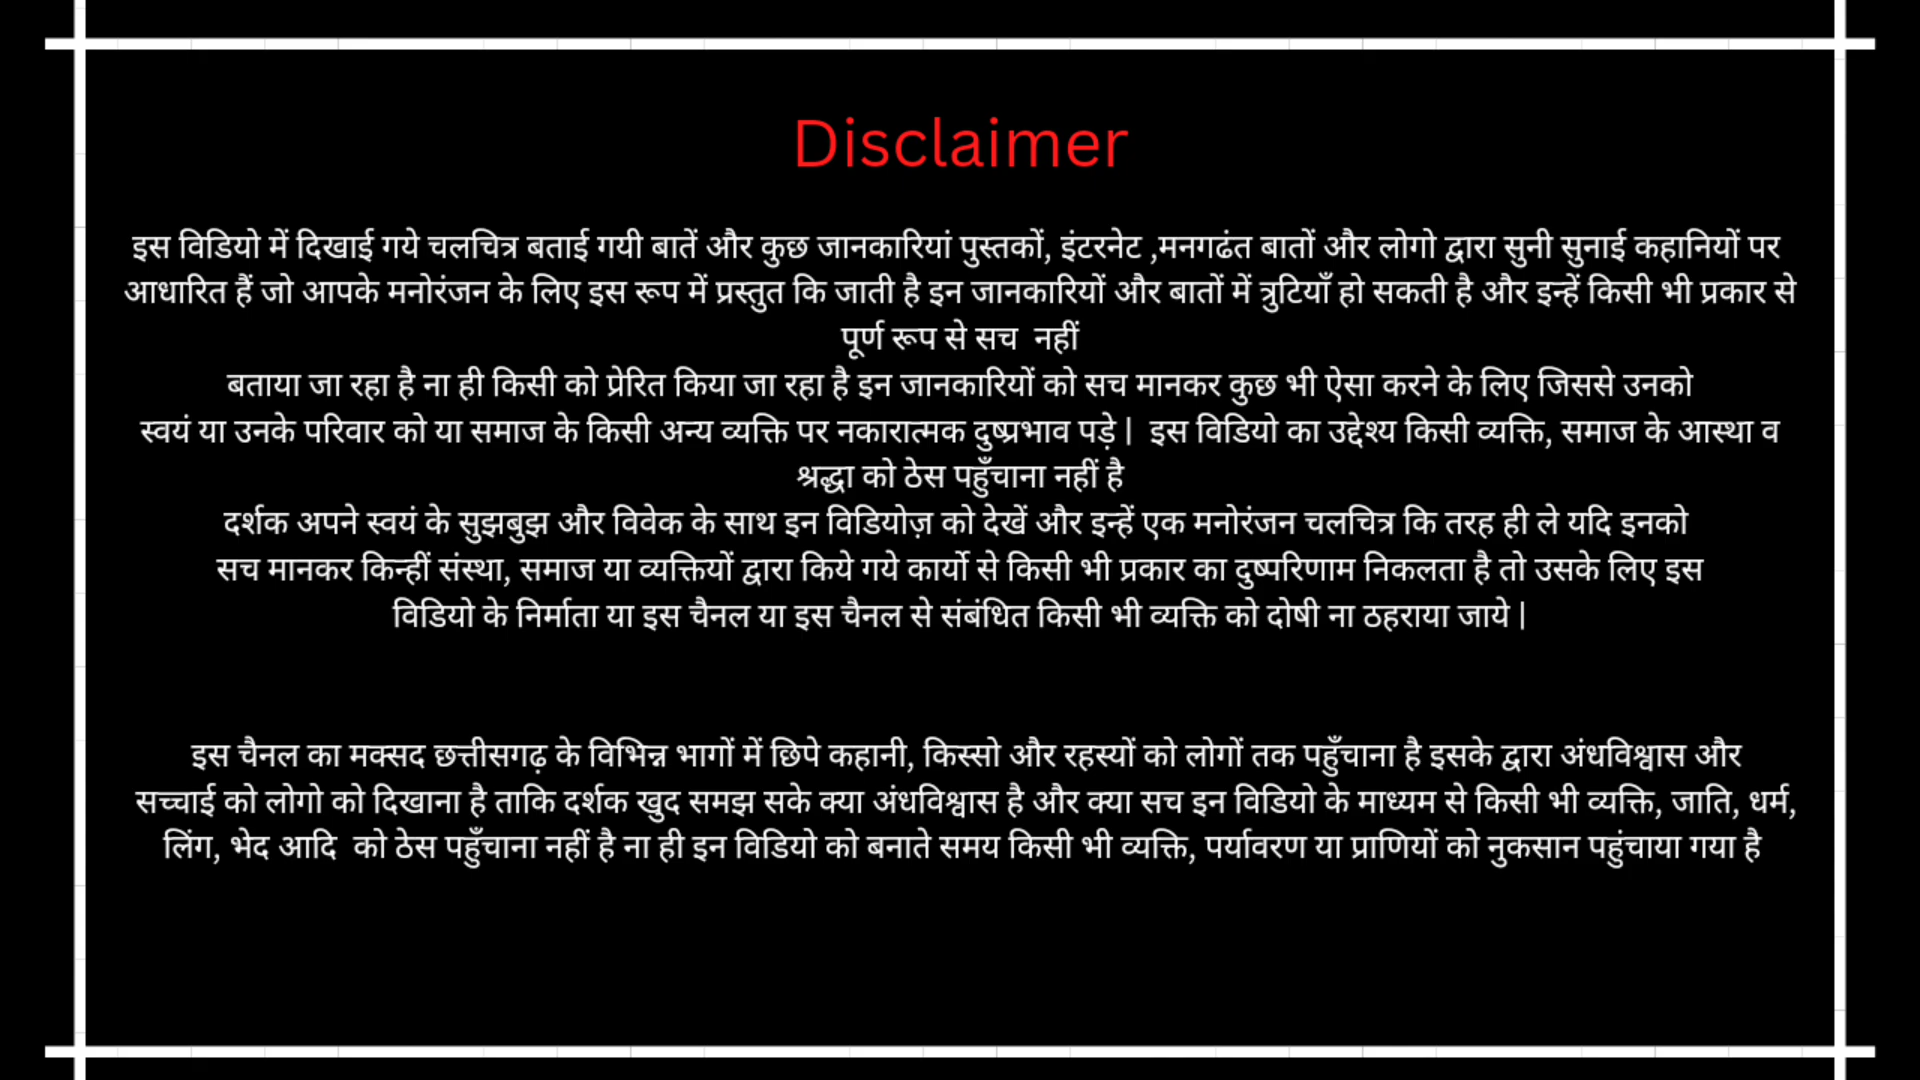 Disclaimer
इस विडियो में दिखाई गये चलचित्र बताई गयी बातें और कुछ जानकारियां पुस्तकों, इंटरनेट ,मनगढंत बातों और लोगो द्वारा सुनी सुनाई कहानियों पर
आधारित हैं जो आपके मनोरंजन के लिए इस रूप में प्रस्तुत कि जाती है इन जानकारियों और बातों में त्रुटियाँ हो सकती है और इन्हें किसी भी प्रकार से
पूर्ण रूप से सच  नहीं
बताया जा रहा है ना ही किसी को प्रेरित किया जा रहा है इन जानकारियों को सच मानकर कुछ भी ऐसा करने के लिए जिससे उनको
स्वयं या उनके परिवार को या समाज के किसी अन्य व्यक्ति पर नकारात्मक दुष्प्रभाव पड़े |  इस विडियो का उद्देश्य किसी व्यक्ति, समाज के आस्था व
श्रद्धा को ठेस पहुँचाना नहीं है
दर्शक अपने स्वयं के सुझबुझ और विवेक के साथ इन विडियोज़ को देखें और इन्हें एक मनोरंजन चलचित्र कि तरह ही ले यदि इनको
सच मानकर किन्हीं संस्था, समाज या व्यक्तियों द्वारा किये गये कार्यो से किसी भी प्रकार का दुष्परिणाम निकलता है तो उसके लिए इस
विडियो के निर्माता या इस चैनल या इस चैनल से संबंधित किसी भी व्यक्ति को दोषी ना ठहराया जाये |
इस चैनल का मक्सद छत्तीसगढ़ के विभिन्न भागों में छिपे कहानी, किस्सो और रहस्यों को लोगों तक पहुँचाना है इसके द्वारा अंधविश्वास और
सच्चाई को लोगो को दिखाना है ताकि दर्शक खुद समझ सके क्या अंधविश्वास है और क्या सच इन विडियो के माध्यम से किसी भी व्यक्ति, जाति, धर्म,
लिंग, भेद आदि  को ठेस पहुँचाना नहीं है ना ही इन विडियो को बनाते समय किसी भी व्यक्ति, पर्यावरण या प्राणियों को नुकसान पहुंचाया गया है